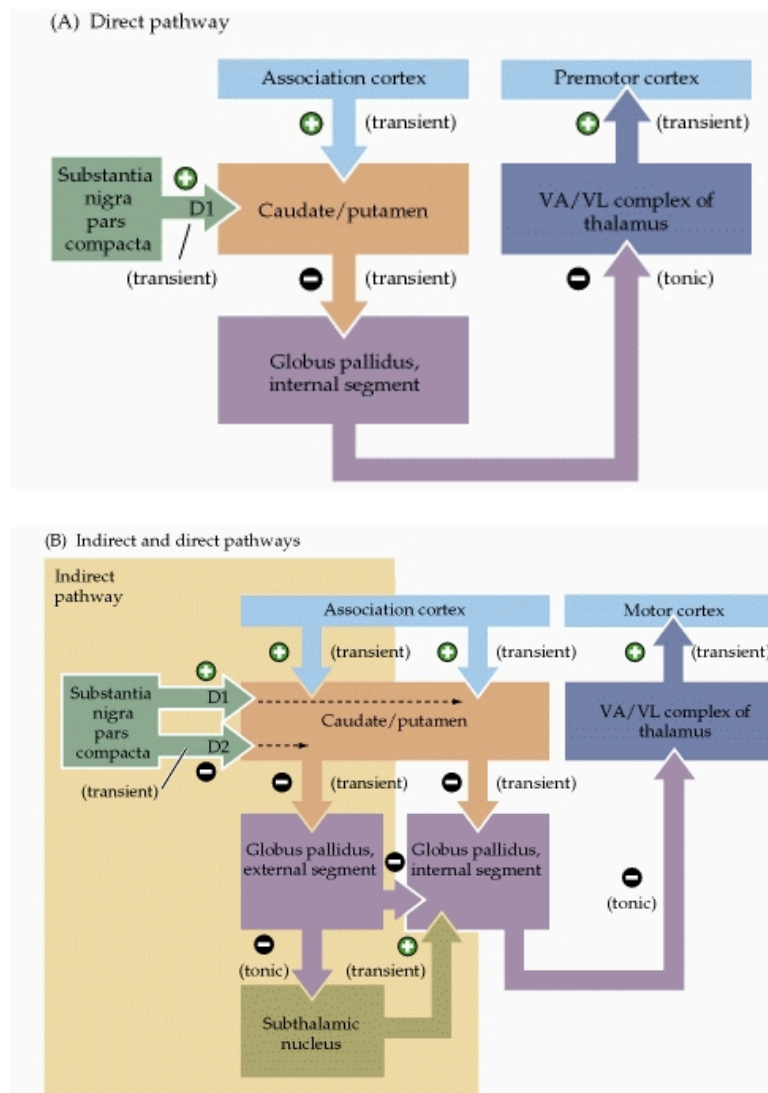 (A) Direct pathway
Association cortex
Premotor cortex
(transient)
(transient)
Substantia
nigra
pars
compacta
D1
(transient)
Caudate/putamen
VA/VL complex of
thalamus
(transient)
(tonic)
Globus pallidus,
internal segment
(B) Indirect and direct pathways
Indirect
pathway
Association cortex
Motor cortex
(transient)
(transient)
(transient)
Substantia
nigra
pars
compacta
D1
D2
(transient)
Caudate/putamen
VA/VL complex of
thalamus
(transient)
(transient)
Globus pallidus,
external segment
Globus pallidus,
internal segment
(tonic)
(tonic)
(transient)
Subthalamic
nucleus